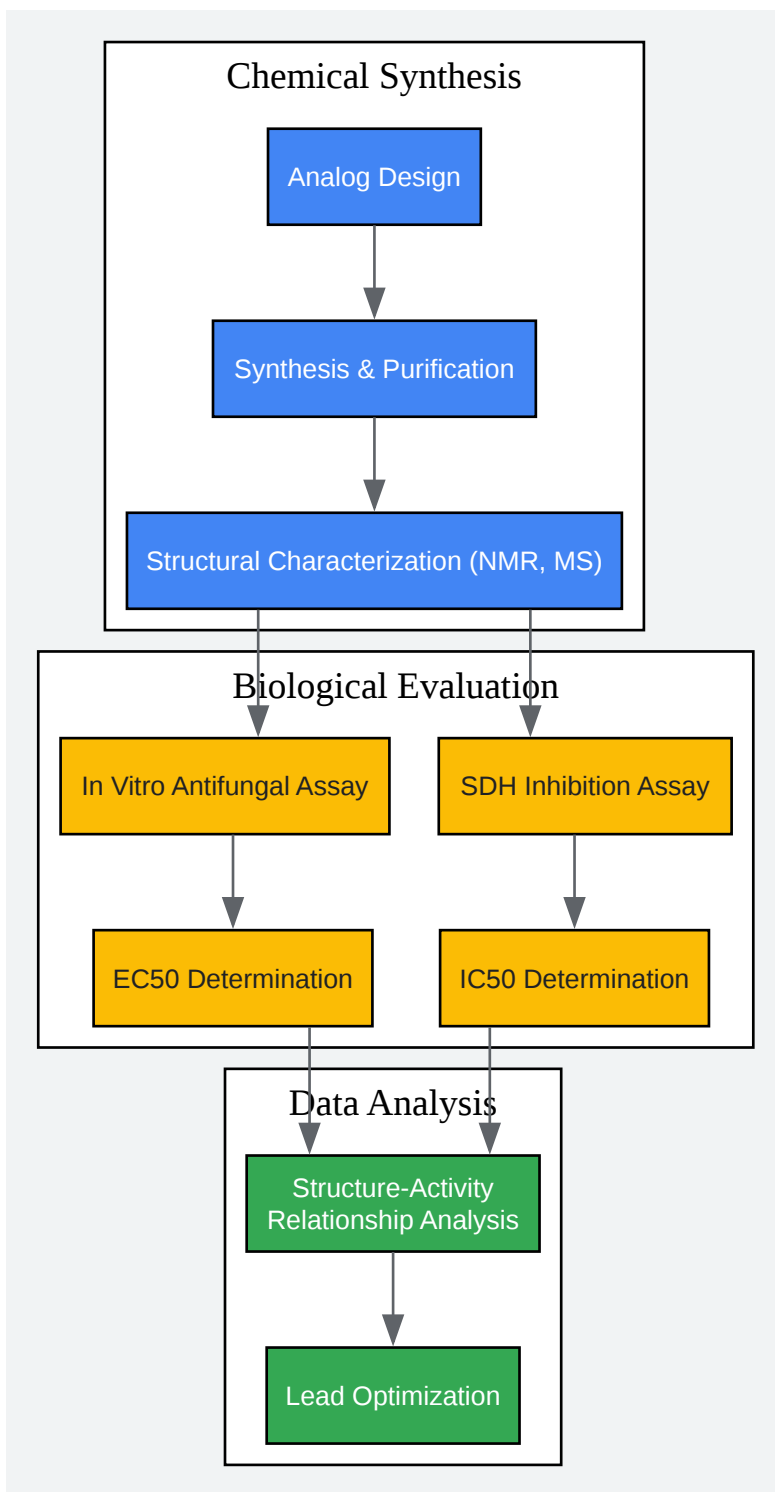 Chemical Synthesis
Analog Design
Synthesis & Purification
Structural Characterization (NMR, MS)
Biological Evaluation
In Vitro Antifungal Assay
SDH Inhibition Assay
EC50 Determination
IC50 Determination
Data Analysis
Structure-Activity
Relationship Analysis
Lead Optimization